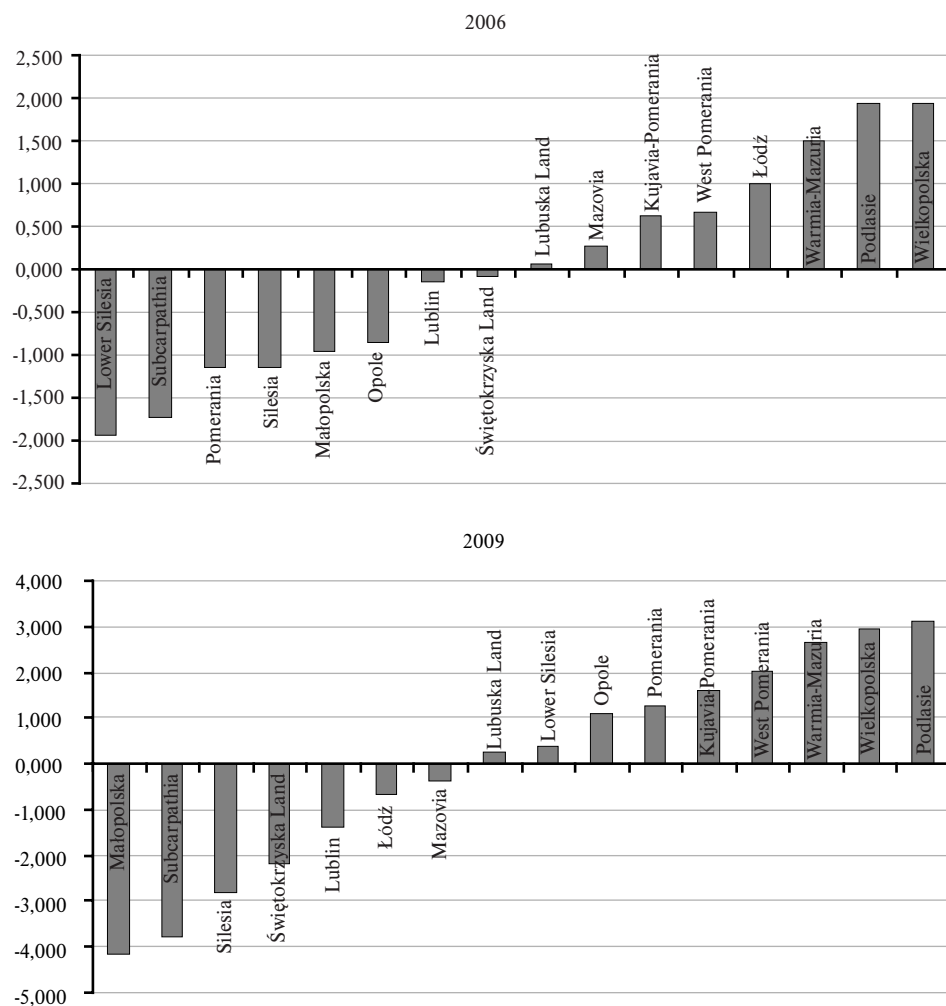 2006
2,500
2,000
1,500
1,000
0,500
0,000
-0,500
-1,000
-1,500
-2,000
-2,500
Lower Silesia
Subcarpathia
Pomerania
Silesia
Małopolska
Opole
Lublin
Świętokrzyska Land
Lubuska Land
Mazovia
Kujavia-Pomerania
West Pomerania
Łódź
Warmia-Mazuria
Podlasie
Wielkopolska
2009
4,000
3,000
2,000
1,000
0,000
-1,000
-2,000
-3,000
-4,000
-5,000
Małopolska
Subcarpathia
Silesia
Świętokrzyska Land
Lublin
Łódź
Mazovia
Lubuska Land
Lower Silesia
Opole
Pomerania
Kujavia-Pomerania
West Pomerania
Warmia-Mazuria
Wielkopolska
Podlasie